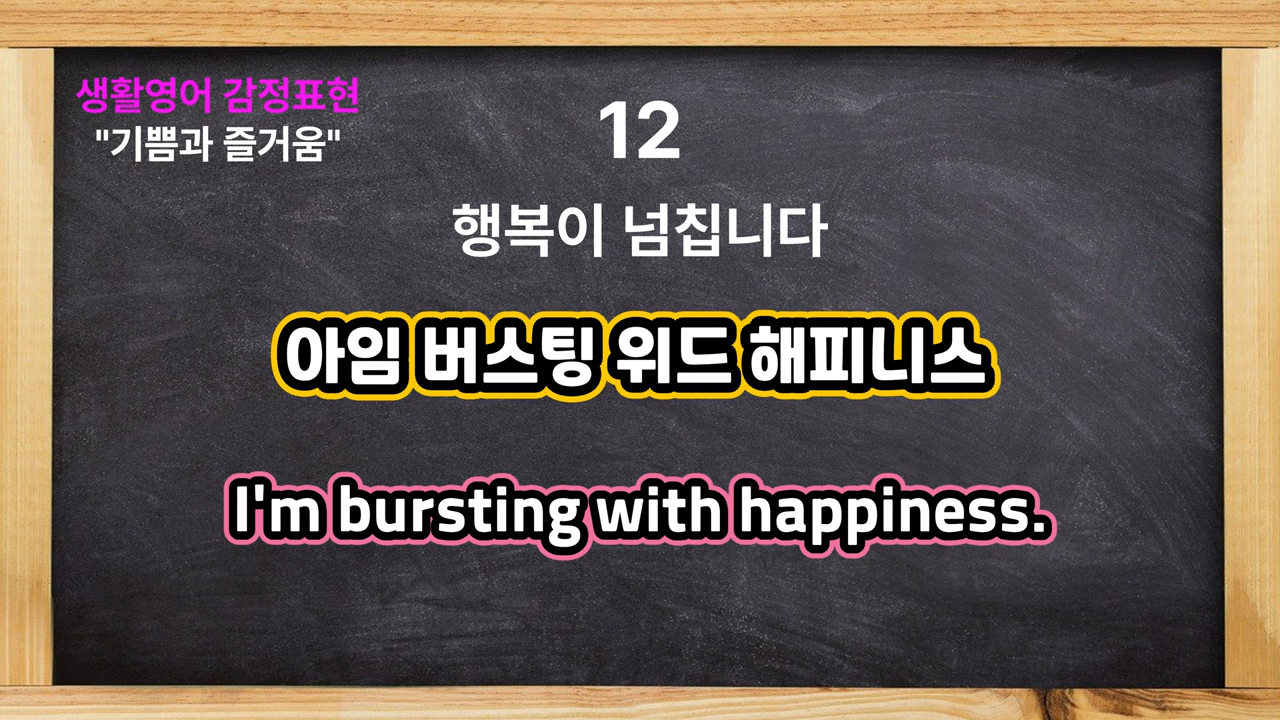 생활영어 감정표현
"기쁨과 즐거움"
12
행복이 넘칩니다
아임 버스팅 위드 해피니스
I'm bursting with happiness.